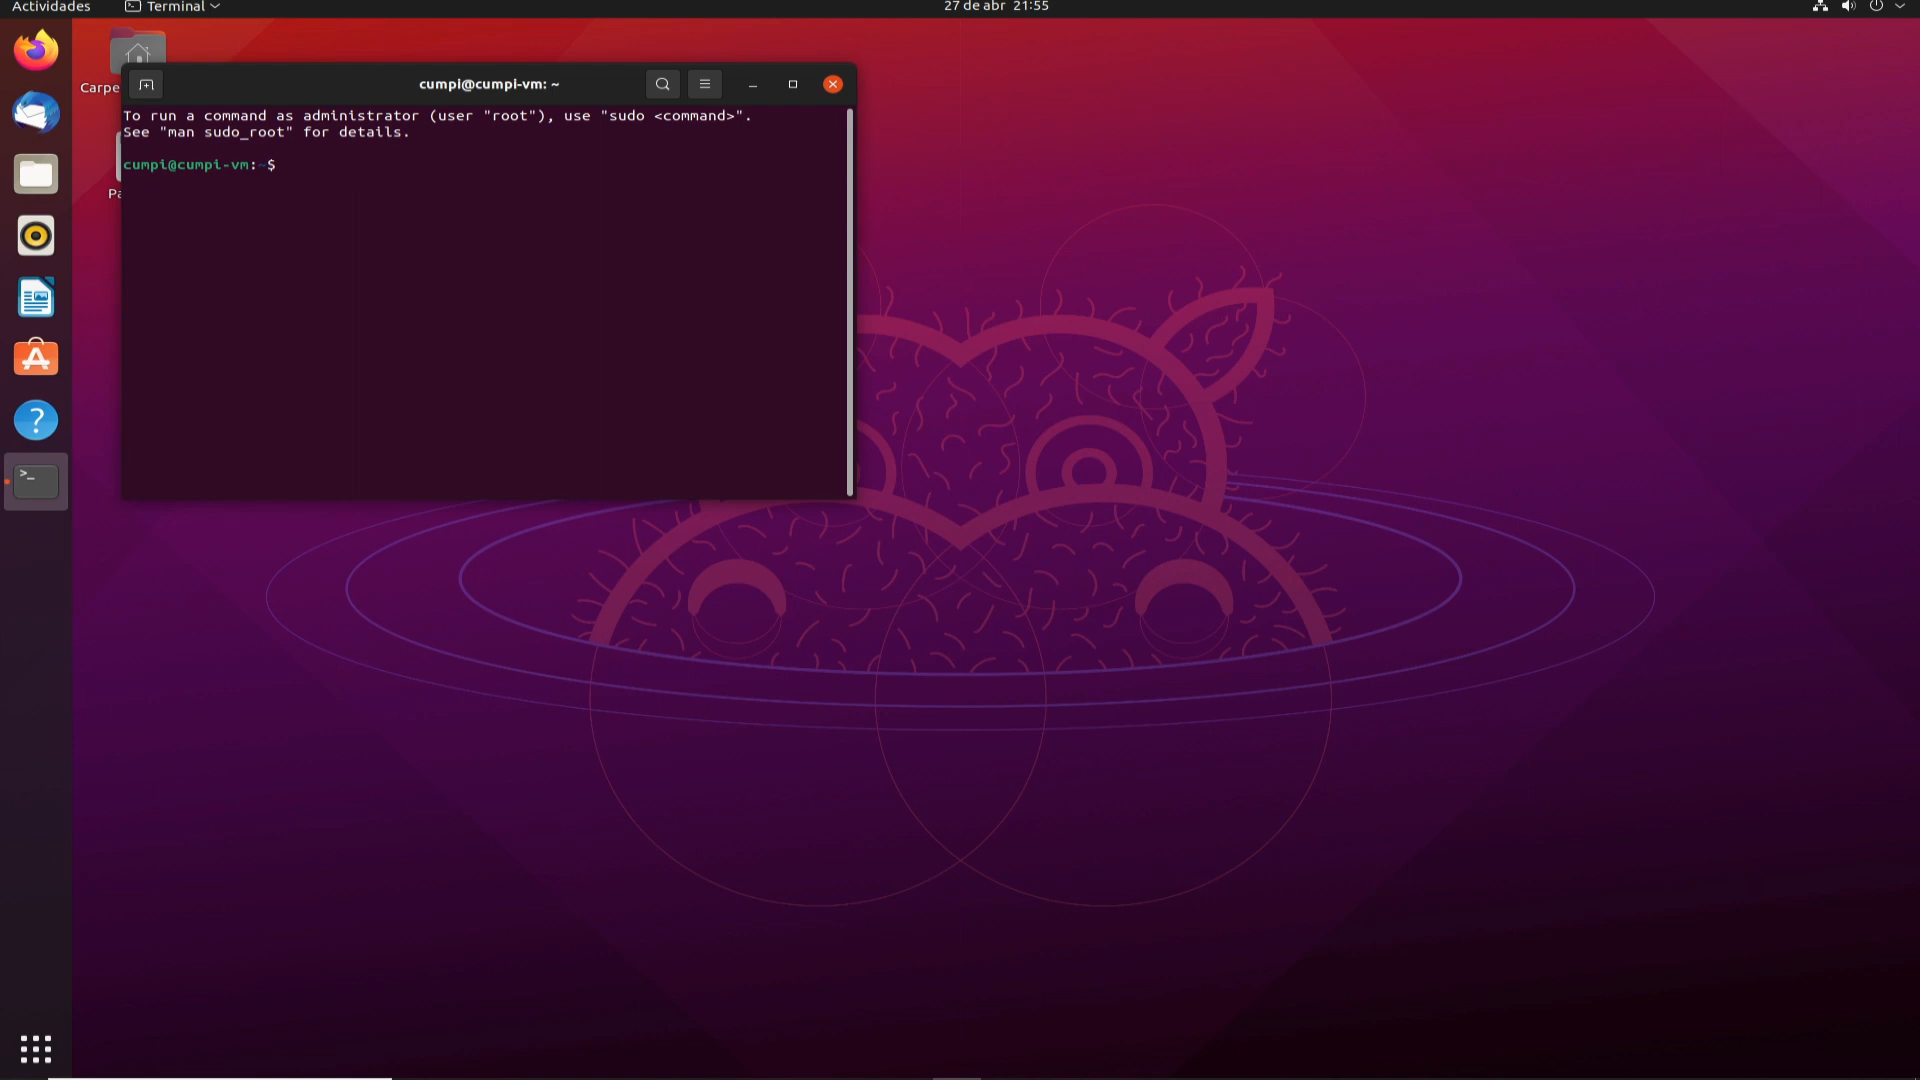 Actividades
Terminal
27 de abr 21:55
Carpe
cumpi@cumpi-vm: ~
To run a command as administrator (user "root"), use "sudo <command>".
See "man sudo_root" for details.
cumpi@cumpi-vm:~$
Pa